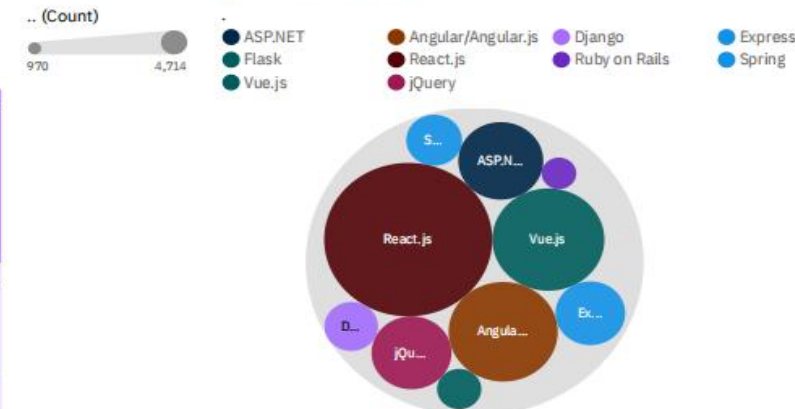 .. (Count)
970 4,714
.
ASP.NET Angular/Angular.js Django Express
Flask React.js Ruby on Rails Spring
Vue.js jQuery
S...
ASP.N...
React.js
Vue.js
Ex...
D...
Angula...
jQu...